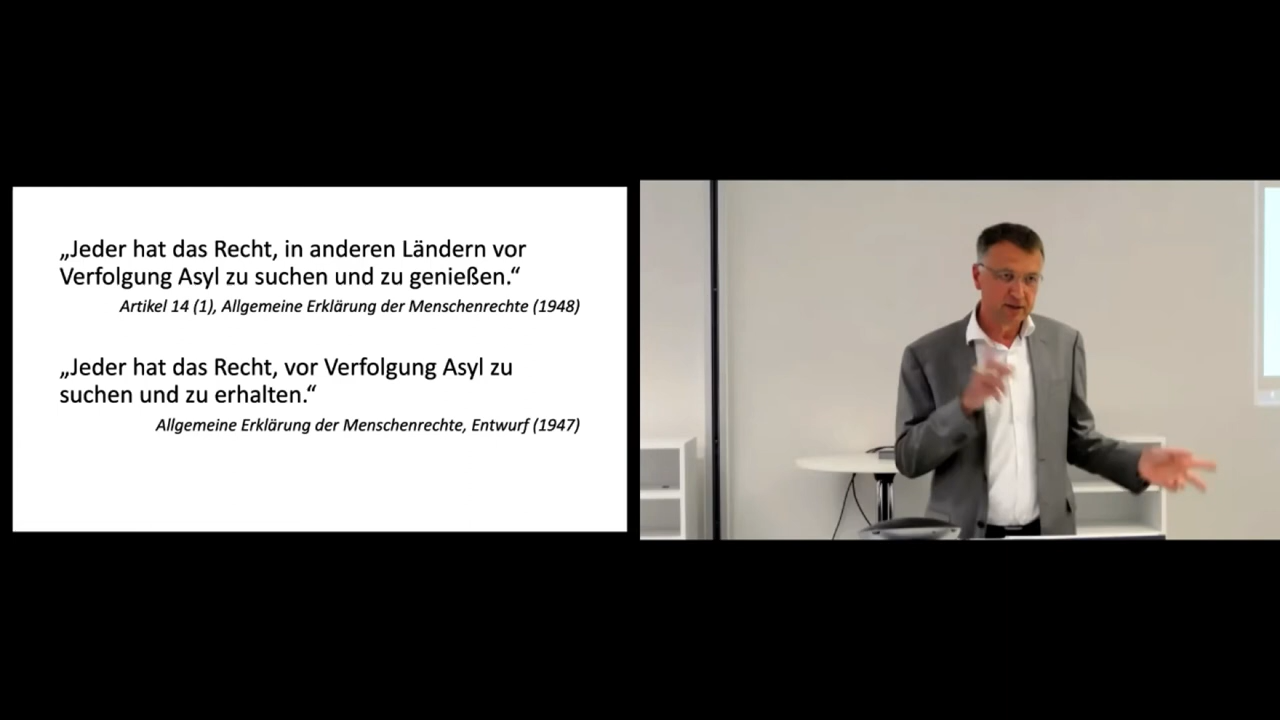 „Jeder hat das Recht, in anderen Ländern vor
Verfolgung Asyl zu suchen und zu genießen.“
Artikel 14 (1), Allgemeine Erklärung der Menschenrechte (1948)
„Jeder hat das Recht, vor Verfolgung Asyl zu
suchen und zu erhalten.“
Allgemeine Erklärung der Menschenrechte, Entwurf (1947)